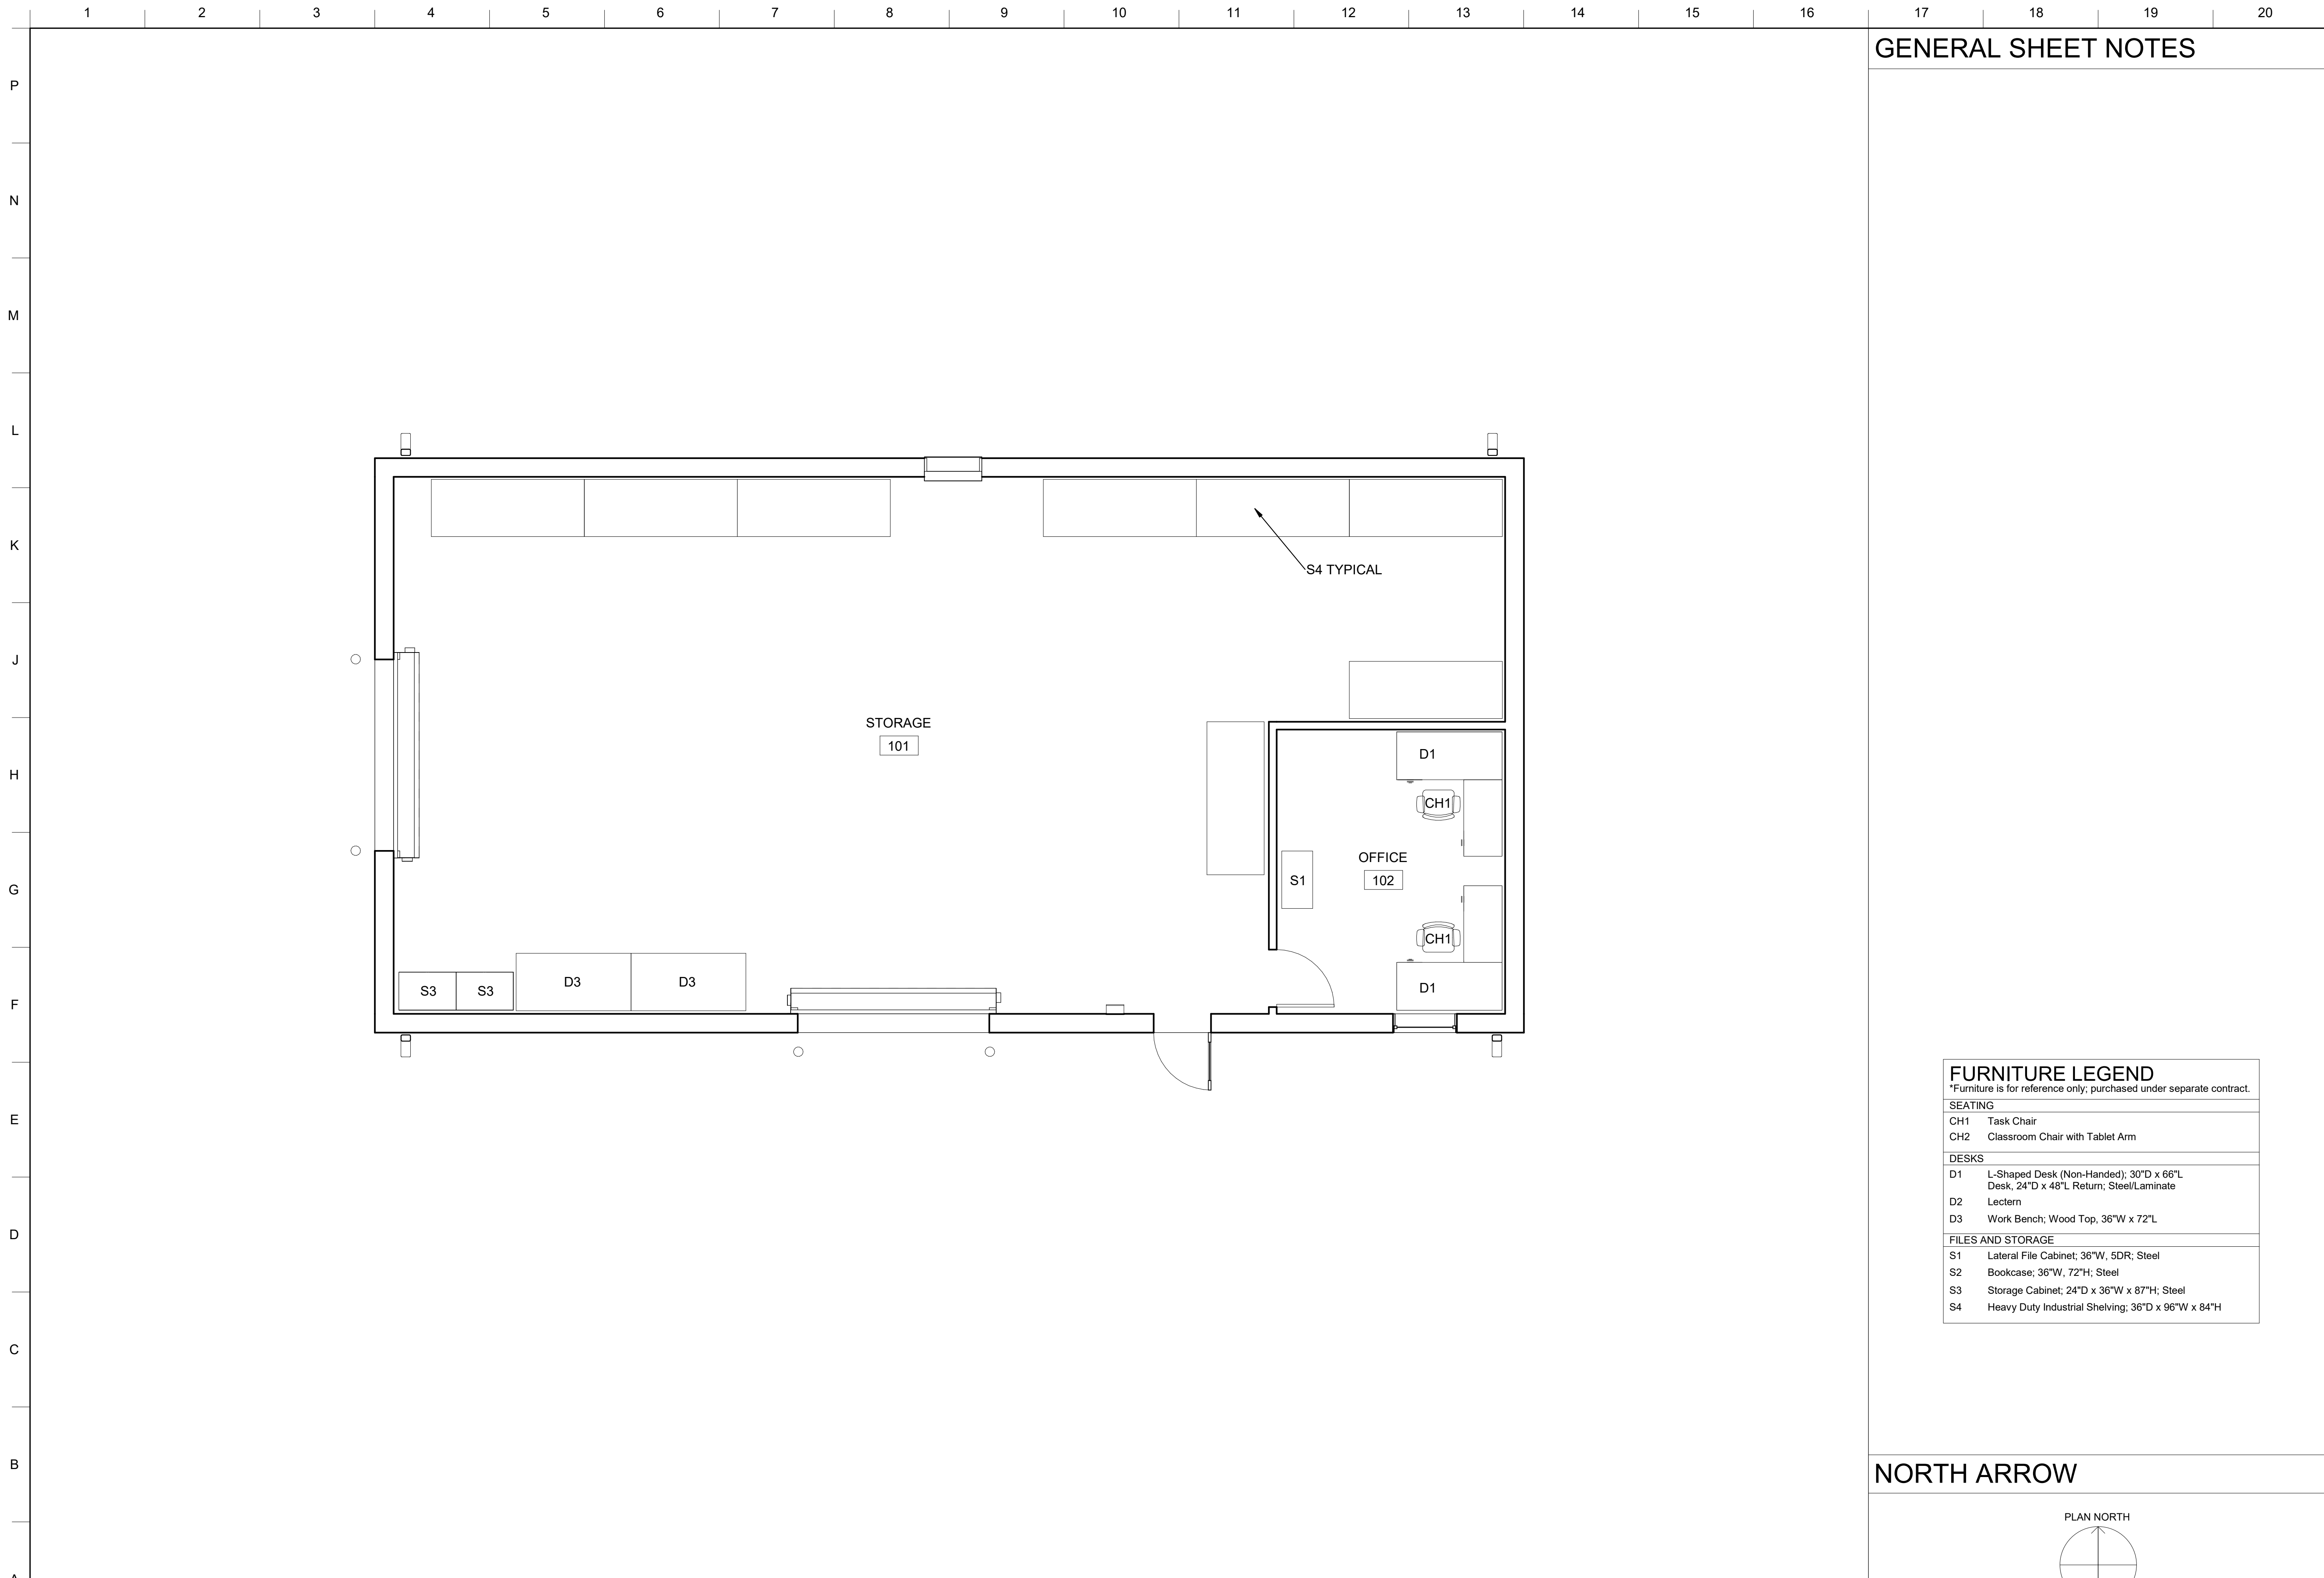 1 2 3 4 5 6 7 8 9 10 11 12 13 14 15 16 17 18 19 20
GENERAL SHEET NOTES
P
N
M
L
K
S4 TYPICAL
J
STORAGE
101
H
D1
CH1
OFFICE
102
S1
G
CH1
D3 D3
S3 S3
D1
F
E
D
C
B
FURNITURE LEGEND
*Furniture is for reference only; purchased under separate contract.
SEATING
CH1 Task Chair
CH2 Classroom Chair with Tablet Arm
DESKS
D1 L-Shaped Desk (Non-Handed); 30"D x 66"L
Desk, 24"D x 48"L Return; Steel/Laminate
D2 Lectern
D3 Work Bench; Wood Top, 36"W x 72"L
FILES AND STORAGE
S1 Lateral File Cabinet; 36"W, 5DR; Steel
S2 Bookcase; 36"W, 72"H; Steel
S3 Storage Cabinet; 24"D x 36"W x 87"H; Steel
S4 Heavy Duty Industrial Shelving; 36"D x 96"W x 84"H
NORTH ARROW
PLAN NORTH